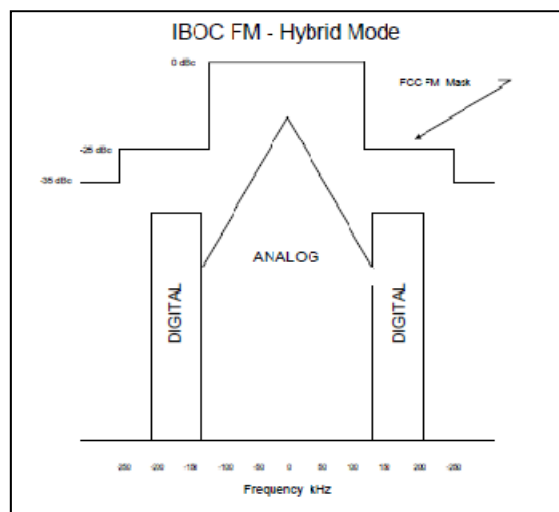 IBOC FM - Hybrid Mode
0 dBc
FCC FM Mask
-25 dBc
-35 dBc
ANALOG
DIGITAL
DIGITAL
-250 -200 -150 -100 -50 0 50 100 150 200 -250
Frequency kHz